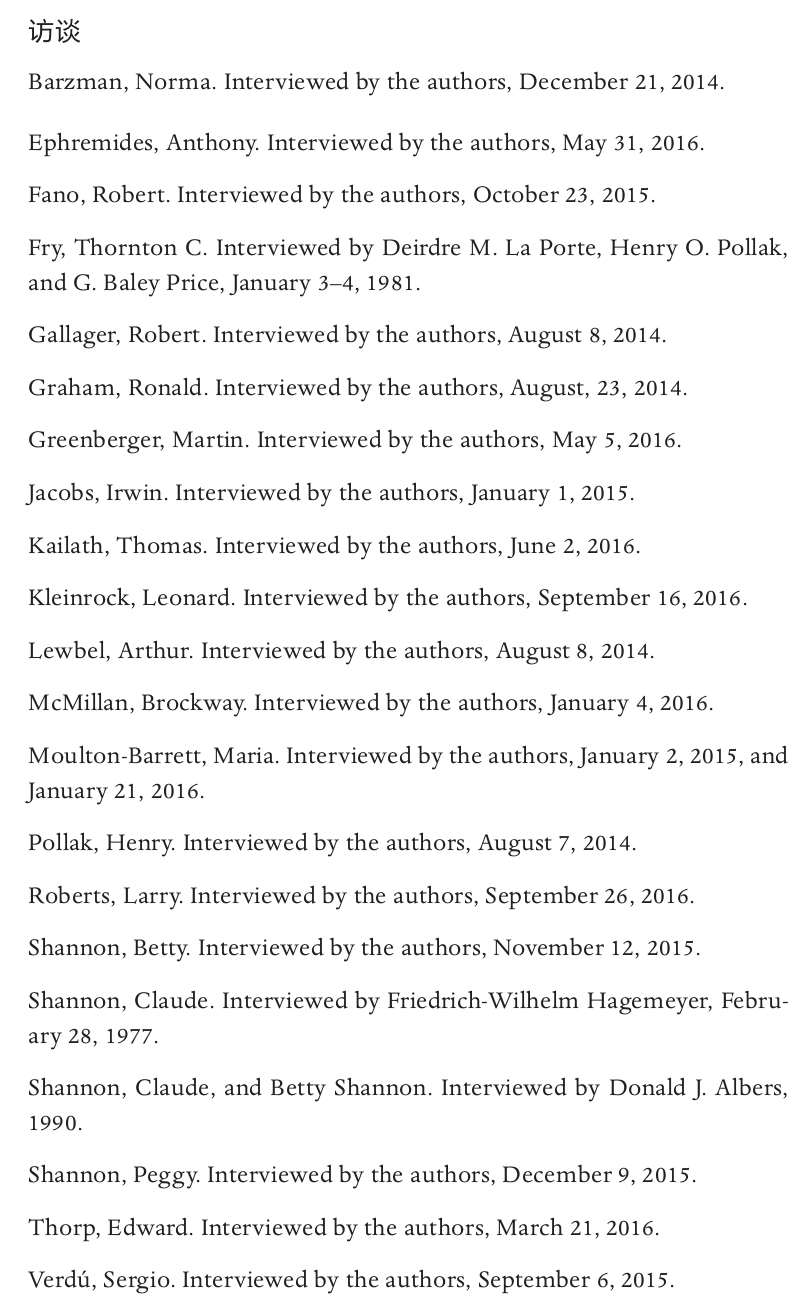 访谈
Barzman, Norma. Interviewed by the authors, December 21, 2014.
Ephremides, Anthony. Interviewed by the authors, May 31, 2016.
Fano, Robert. Interviewed by the authors, October 23, 2015.
Fry, Thornton C. Interviewed by Deirdre M. La Porte, Henry O. Pollak,
and G. Baley Price, January 3–4, 1981.
Gallager, Robert. Interviewed by the authors, August 8, 2014.
Graham, Ronald. Interviewed by the authors, August, 23, 2014.
Greenberger, Martin. Interviewed by the authors, May 5, 2016.
Jacobs, Irwin. Interviewed by the authors, January 1, 2015.
Kailath, Thomas. Interviewed by the authors, June 2, 2016.
Kleinrock, Leonard. Interviewed by the authors, September 16, 2016.
Lewbel, Arthur. Interviewed by the authors, August 8, 2014.
McMillan, Brockway. Interviewed by the authors, January 4, 2016.
Moulton-Barrett, Maria. Interviewed by the authors, January 2, 2015, and
January 21, 2016.
Pollak, Henry. Interviewed by the authors, August 7, 2014.
Roberts, Larry. Interviewed by the authors, September 26, 2016.
Shannon, Betty. Interviewed by the authors, November 12, 2015.
Shannon, Claude. Interviewed by Friedrich-Wilhelm Hagemeyer, Febru-
ary 28, 1977.
Shannon, Claude, and Betty Shannon. Interviewed by Donald J. Albers,
1990.
Shannon, Peggy. Interviewed by the authors, December 9, 2015.
Thorp, Edward. Interviewed by the authors, March 21, 2016.
Verdú, Sergio. Interviewed by the authors, September 6, 2015.